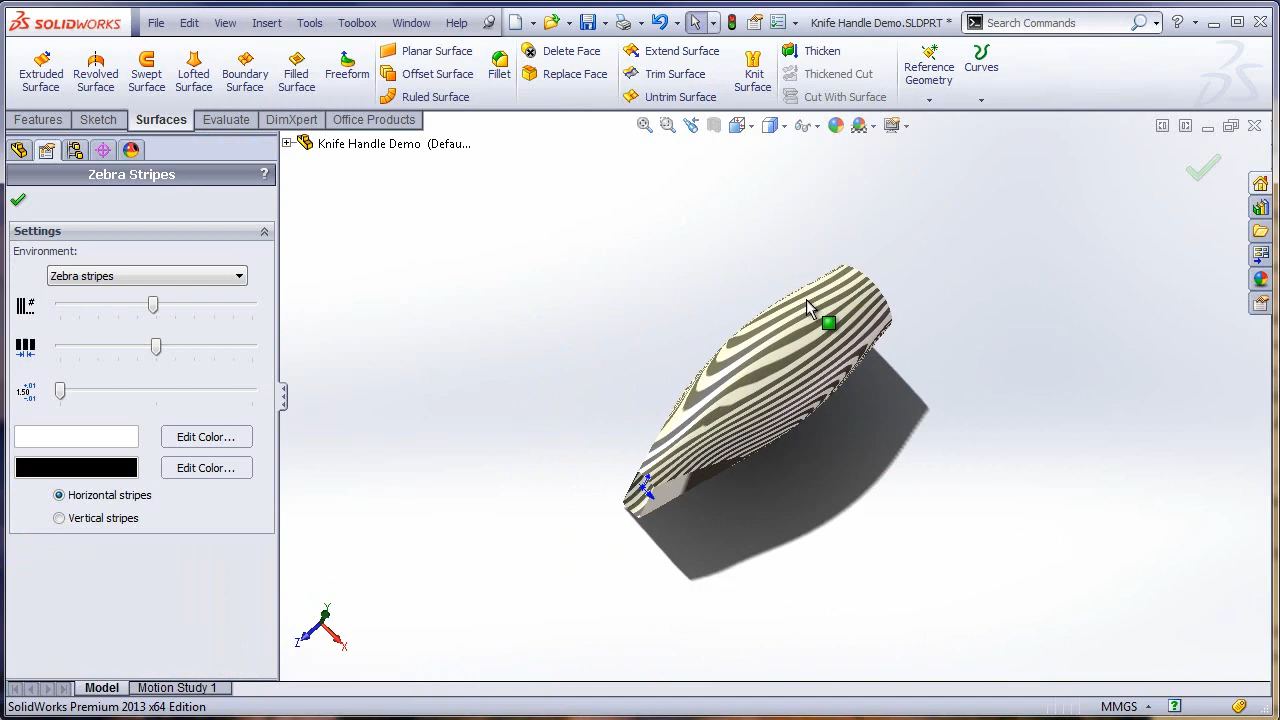 SOLIDWORKS File Edit View Insert Tools Toolbox Window Help Knife Handle Demo.SLDPRT * Search Commands ?
Extruded Surface
Revolved Surface
Swept Surface
Lofted Surface
Boundary Surface
Filled Surface
Freeform
Planar Surface
Offset Surface
Ruled Surface
Fillet
Delete Face
Replace Face
Extend Surface
Trim Surface
Untrim Surface
Knit Surface
Thicken
Thickened Cut
Cut With Surface
Reference Geometry
Curves
Features Sketch Surfaces Evaluate DimXpert Office Products
Knife Handle Demo (Defau...
Zebra Stripes ?
Settings
Environment:
Zebra stripes
#
+.01
1.50
-.01
Edit Color...
Edit Color...
Horizontal stripes
Vertical stripes
Y
Z
X
Model Motion Study 1
SolidWorks Premium 2013 x64 Edition MMGS ?